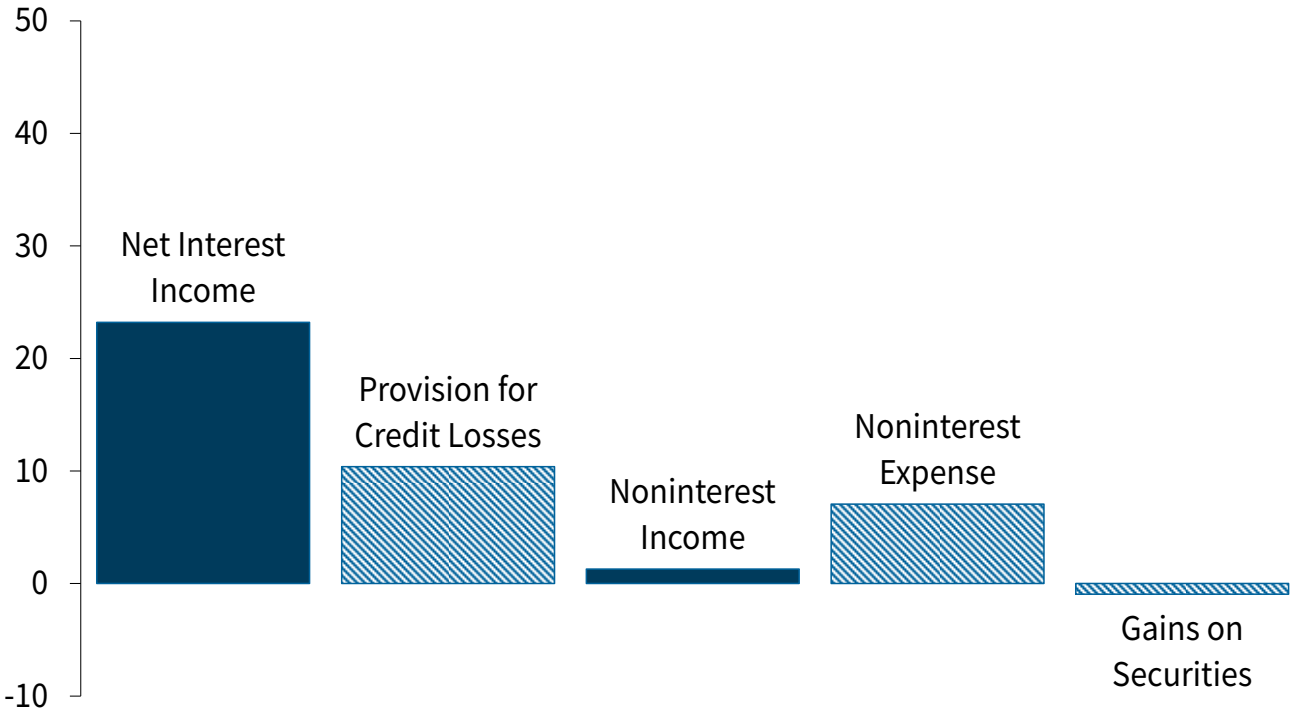 50
40
30
20
10
0
-10
Net Interest
Income
Provision for
Credit Losses
Noninterest
Income
Noninterest
Expense
Gains on
Securities